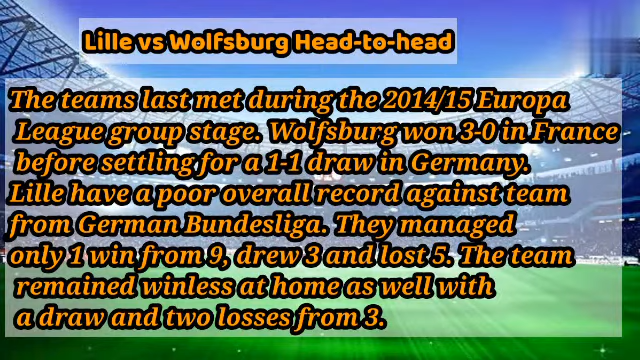 Lille vs Wolfsburg Head-to-head
The teams last met during the 2014/15 Europa
League group stage. Wolfsburg won 3-0 in France
before settling for a 1-1 draw in Germany.
Lille have a poor overall record against team
from German Bundesliga. They managed
only 1 win from 9, drew 3 and lost 5. The team
remained winless at home as well with
a draw and two losses from 3.